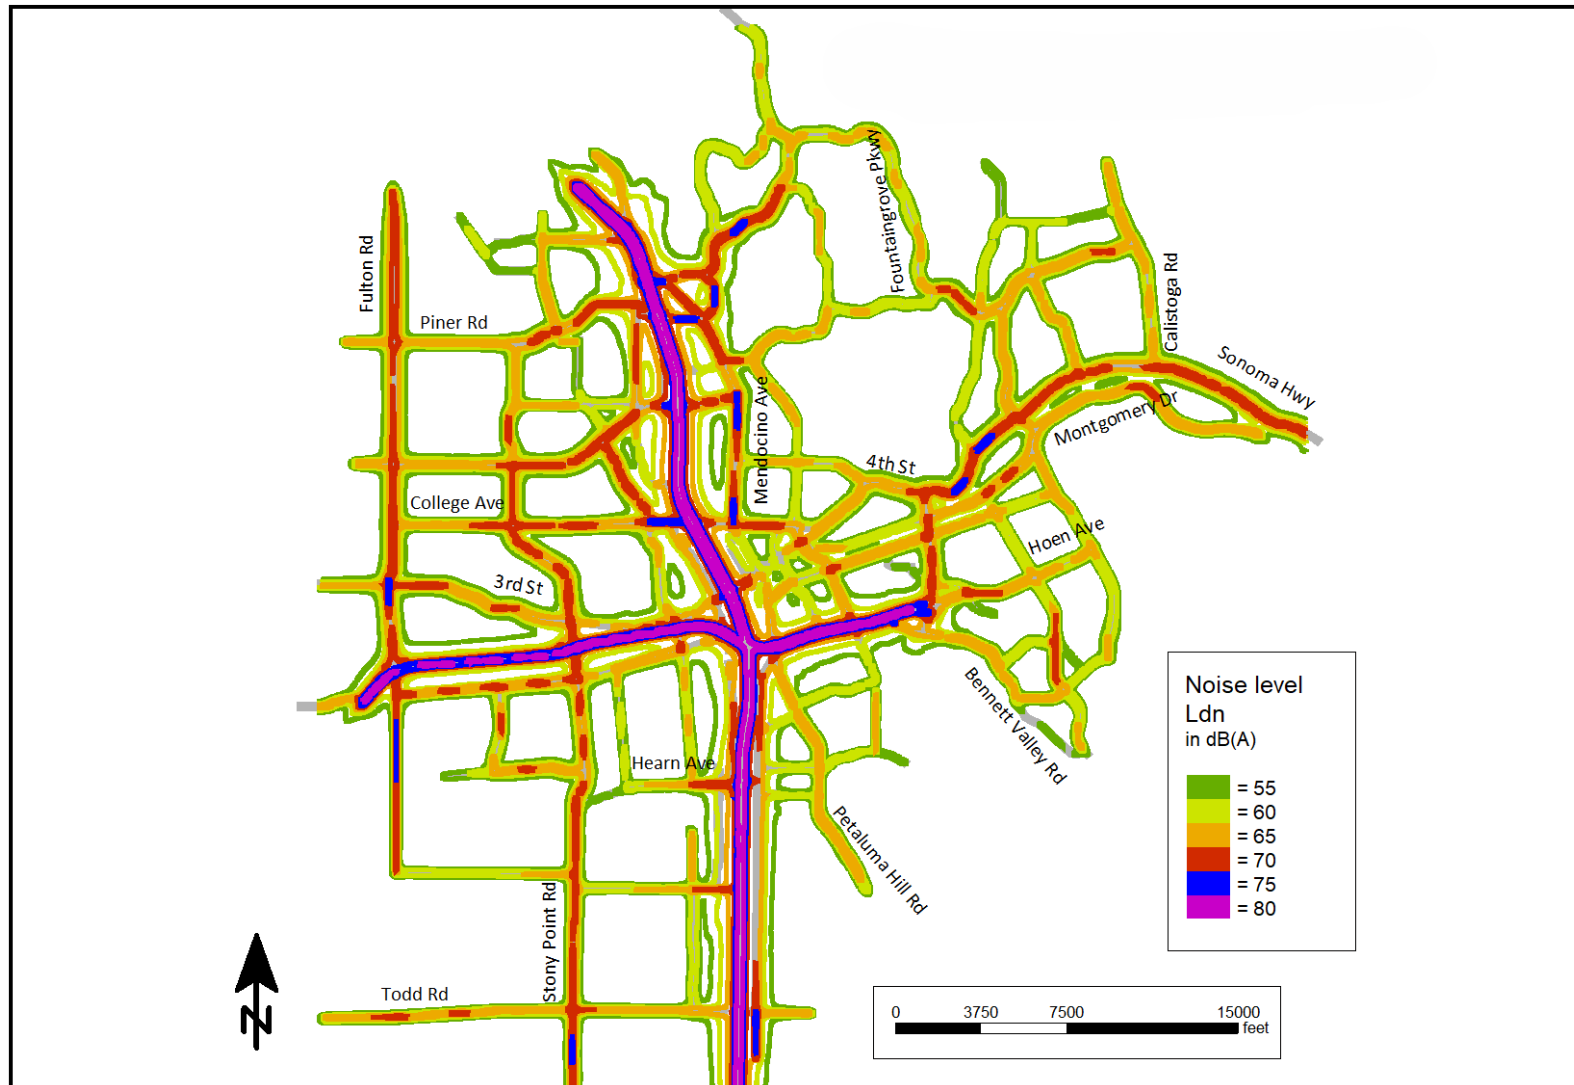 Fountaingrove Pkwy
Fulton Rd
Calistoga Rd
Piner Rd
Sonoma Hwy
Mendocino Ave
Montgomery Dr
4th St
College Ave
Hoen Ave
3rd St
Bennett Valley Rd
Hearn Ave
Petaluma Hill Rd
Stony Point Rd
Todd Rd
Noise level
Ldn
in dB(A)
= 55
= 60
= 65
= 70
= 75
= 80
N
0 3750 7500 15000
feet